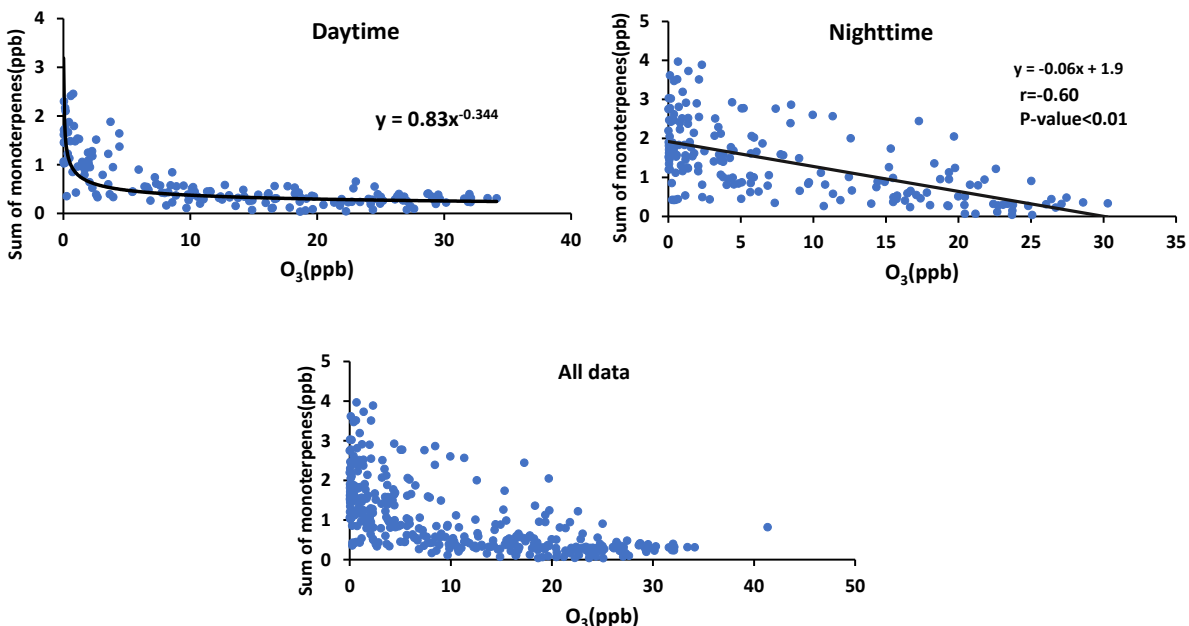 Daytime
Sum of monoterpenes(ppb)
4
3
2
1
0
y = 0.83x^-0.344
0 10 20 30 40
O₃(ppb)
Nighttime
Sum of monoterpenes(ppb)
5
4
3
2
1
0
y = -0.06x + 1.9
r=-0.60
P-value<0.01
0 5 10 15 20 25 30 35
O₃(ppb)
All data
Sum of monoterpenes(ppb)
5
4
3
2
1
0
0 10 20 30 40 50
O₃(ppb)